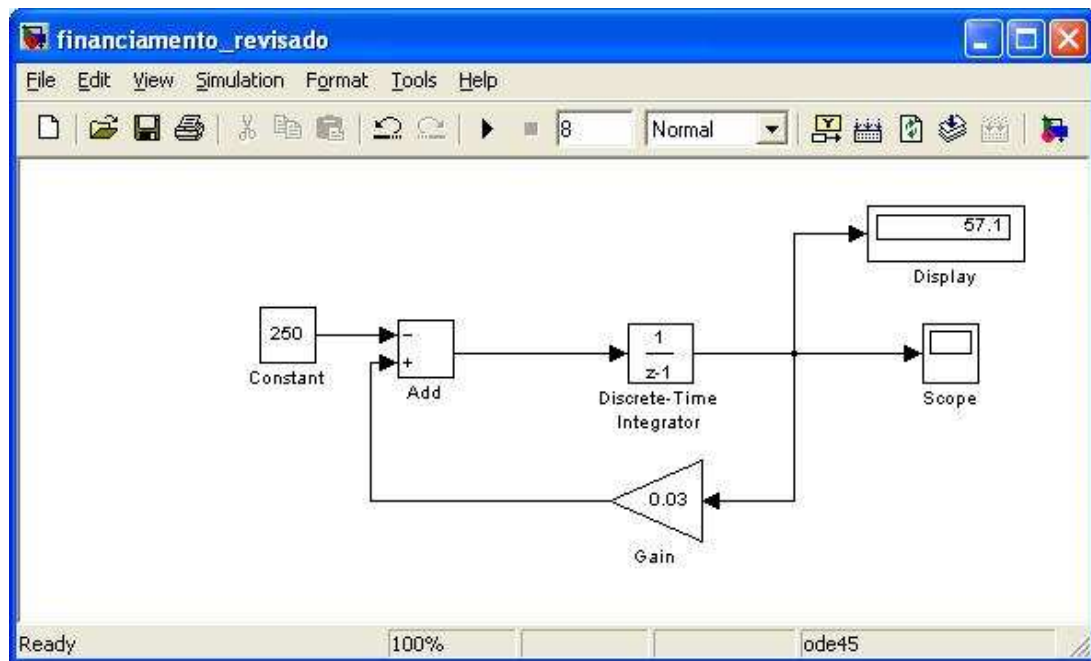 financiamento_revisado
File Edit View Simulation Format Tools Help
8 Normal
57.1
Display
250
Constant
-
+
Add
1
z-1
Discrete-Time
Integrator
Scope
0.03
Gain
Ready 100% ode45